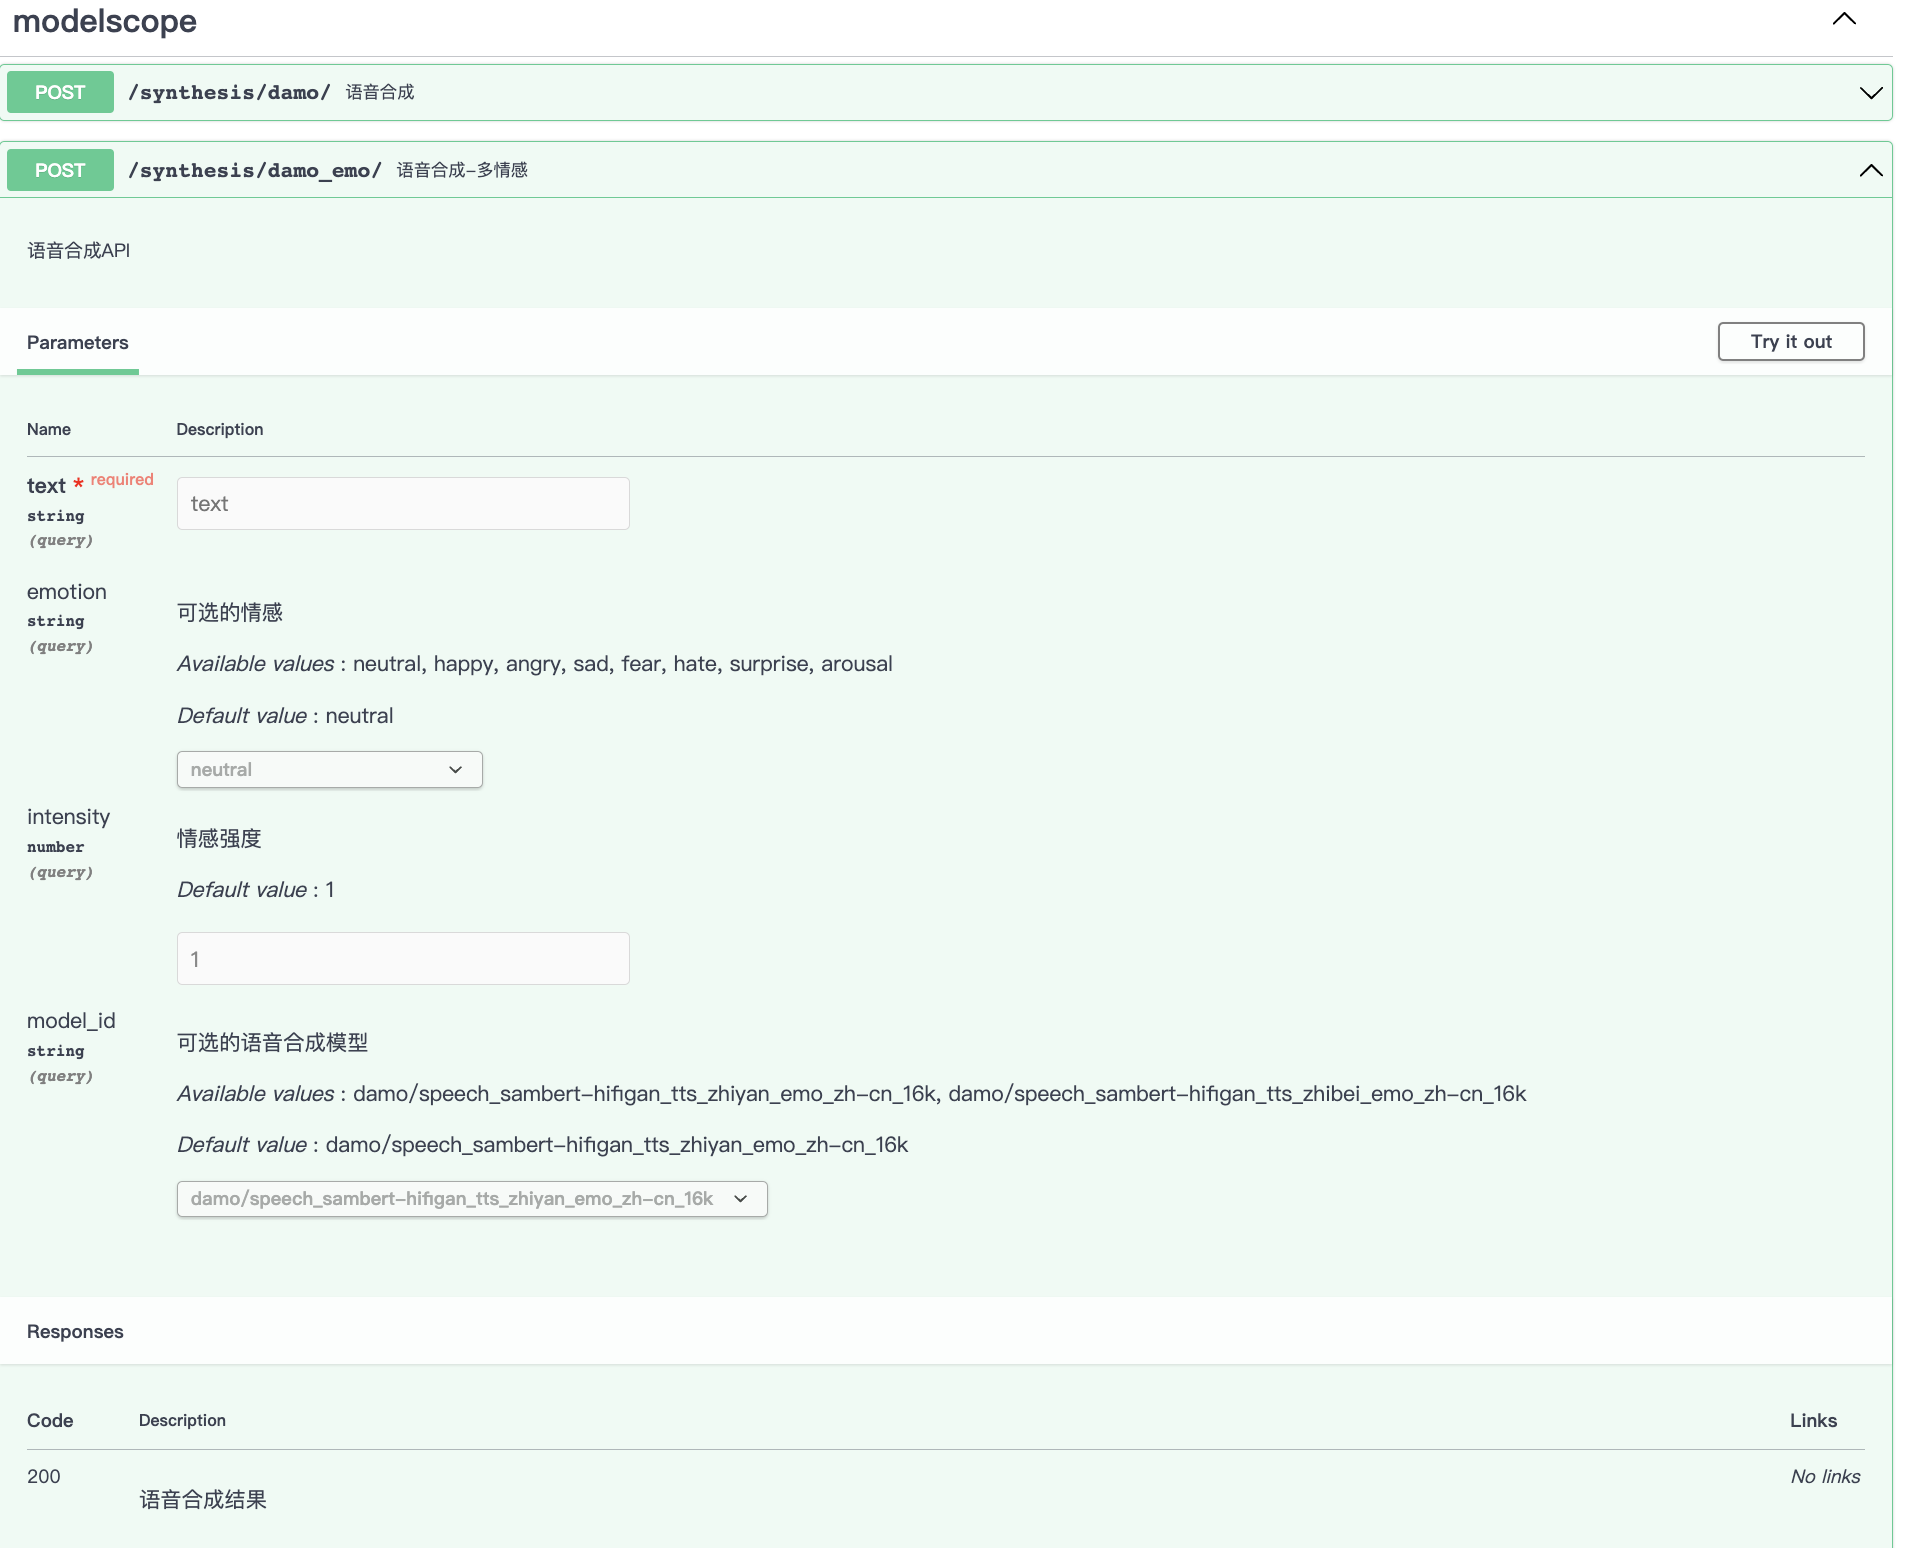 modelscope
POST /synthesis/damo/ 语音合成
POST /synthesis/damo_emo/ 语音合成-多情感
语音合成API
Parameters
Try it out
Name Description
text * required
string
(query)
text
emotion
string
(query)
可选的情感
Available values : neutral, happy, angry, sad, fear, hate, surprise, arousal
Default value : neutral
neutral
intensity
number
(query)
情感强度
Default value : 1
1
model_id
string
(query)
可选的语音合成模型
Available values : damo/speech_sambert-hifigan_tts_zhiyan_emo_zh-cn_16k, damo/speech_sambert-hifigan_tts_zhibei_emo_zh-cn_16k
Default value : damo/speech_sambert-hifigan_tts_zhiyan_emo_zh-cn_16k
damo/speech_sambert-hifigan_tts_zhiyan_emo_zh-cn_16k
Responses
Code Description Links
200 No links
语音合成结果